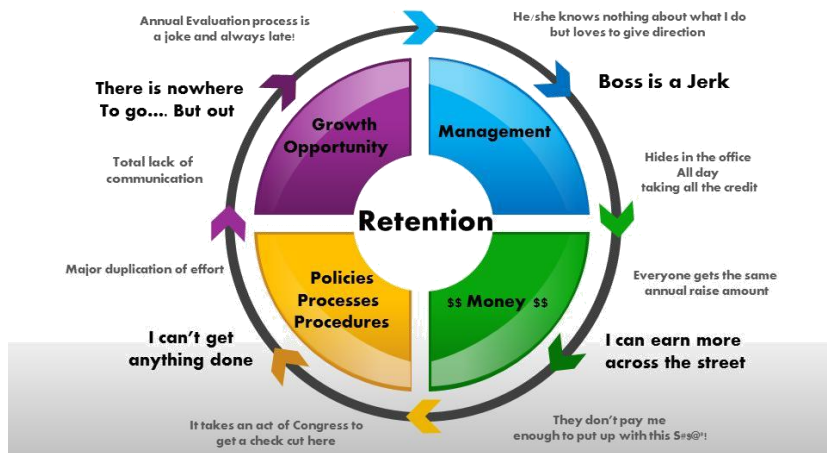 Annual Evaluation process is
a joke and always late!
He/she knows nothing about what I do
but loves to give direction
There is nowhere
To go.... But out
Boss is a Jerk
Growth
Opportunity
Management
Total lack of
communication
Hides in the office
All day
taking all the credit
Retention
Major duplication of effort
Everyone gets the same
annual raise amount
Policies
Processes
Procedures
$$ Money $$
I can't get
anything done
I can earn more
across the street
It takes an act of Congress to
get a check cut here
They don't pay me
enough to put up with this S#$@*!